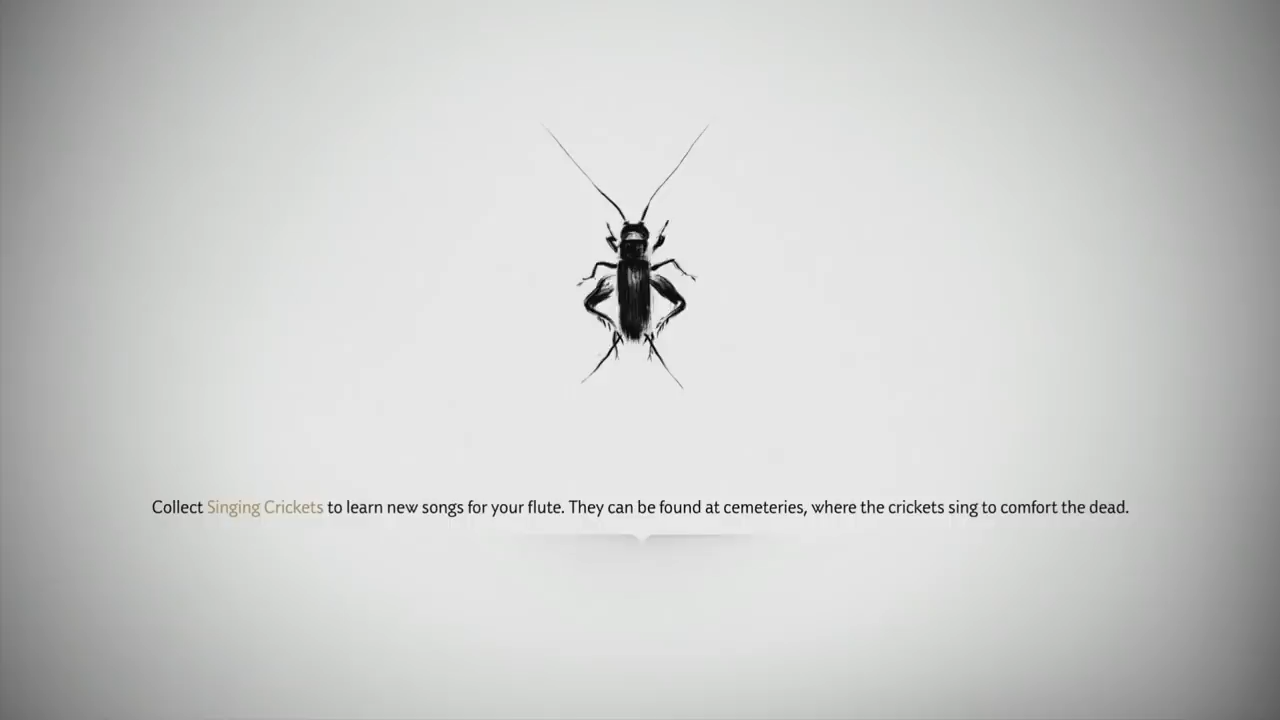 Collect Singing Crickets to learn new songs for your flute. They can be found at cemeteries, where the crickets sing to comfort the dead.